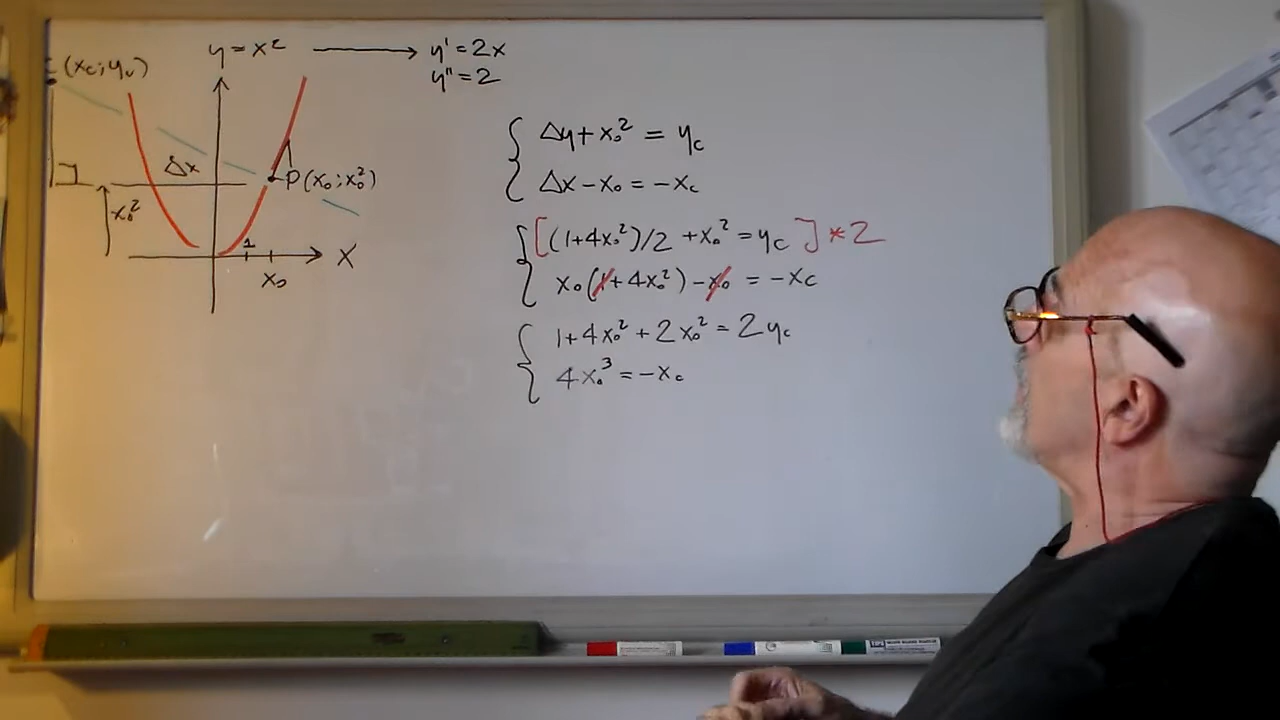 y = x² → y' = 2x
y'' = 2
(x_c; y_c)
Δx
P(x₀; x₀²)
x₀²
1
x₀
X
Δy + x₀² = y_c
Δx − x₀ = −x_c
[(1+4x₀²)/2 + x₀² = y_c] * 2
x₀(1+4x₀²) − x₀ = −x_c
1+4x₀² + 2x₀² = 2y_c
4x₀³ = −x_c